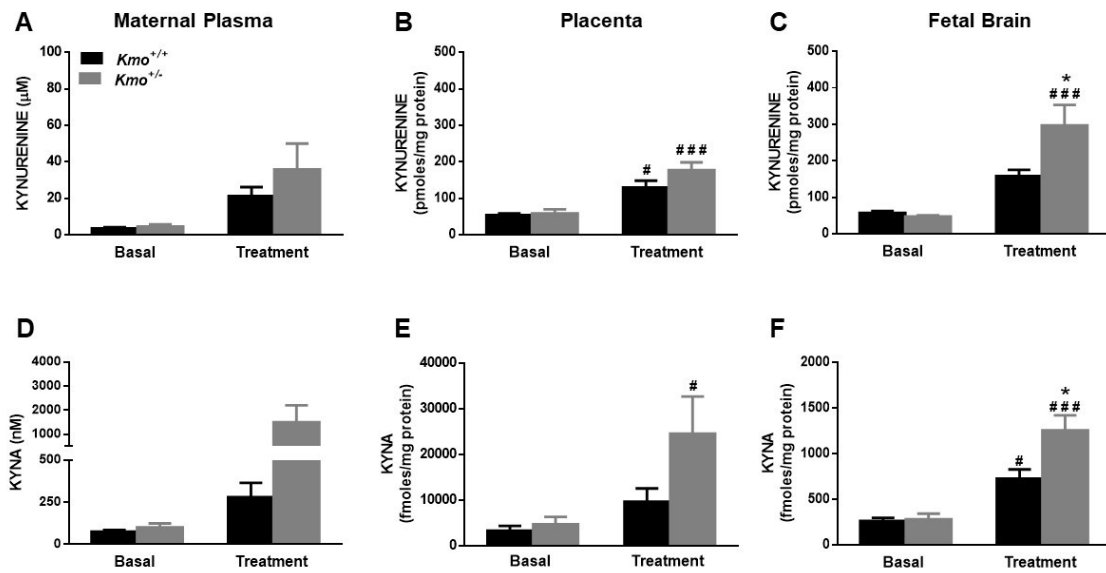 A
Maternal Plasma
KYNURENINE (μM)
100
80
60
40
20
0
Kmo+/+
Kmo+/-
Basal
Treatment
B
Placenta
KYNURENINE
(pmoles/mg protein)
500
400
300
200
100
0
#
###
Basal
Treatment
C
Fetal Brain
KYNURENINE
(pmoles/mg protein)
500
400
300
200
100
0
*
###
Basal
Treatment
D
KYNA (nM)
4000
3000
2000
1000
500
250
0
Basal
Treatment
E
KYNA
(fmoles/mg protein)
40000
30000
20000
10000
0
#
Basal
Treatment
F
KYNA
(fmoles/mg protein)
2000
1500
1000
500
0
#
*
###
Basal
Treatment